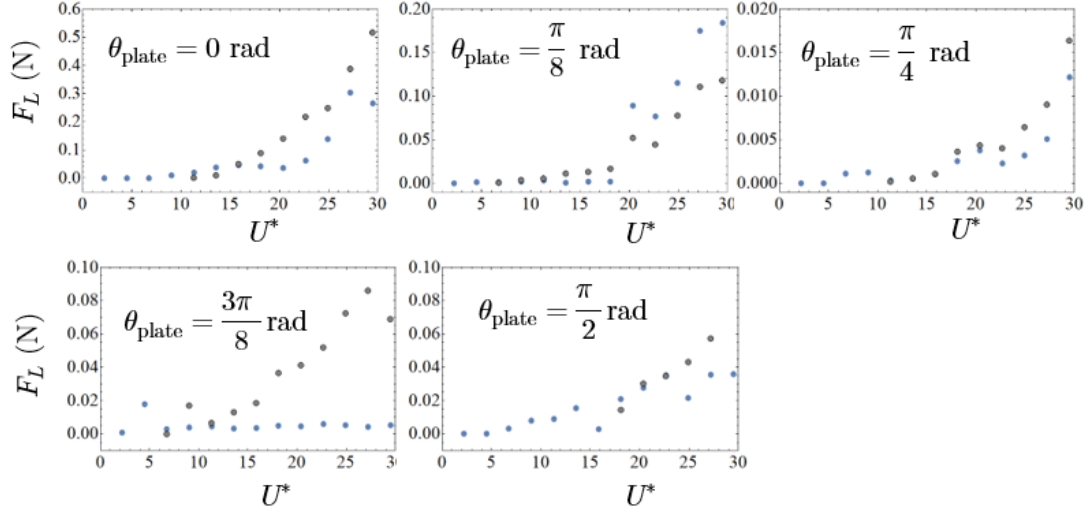 0.6
0.5
0.4
0.3
0.2
0.1
0.0
F_L (N)
θ_plate = 0 rad
0 5 10 15 20 25 30
U*
0.20
0.15
0.10
0.05
0.00
θ_plate = π/8 rad
0 5 10 15 20 25 30
U*
0.020
0.015
0.010
0.005
0.000
θ_plate = π/4 rad
0 5 10 15 20 25 30
U*
0.10
0.08
0.06
0.04
0.02
0.00
F_L (N)
θ_plate = 3π/8 rad
0 5 10 15 20 25 30
U*
0.10
0.08
0.06
0.04
0.02
0.00
θ_plate = π/2 rad
0 5 10 15 20 25 30
U*